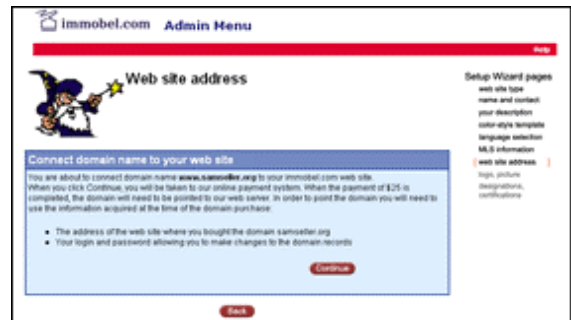 immobel.com Admin Menu
Help
Web site address
Setup Wizard pages
web site type
name and contact
your description
color-style template
language selection
MLS information
[ web site address ]
logo, picture
designations,
certifications
Connect domain name to your web site
You are about to connect domain name www.samseller.org to your immobel.com web site.
When you click Continue, you will be taken to our online payment system. When the payment of $25 is
completed, the domain will need to be pointed to our web server. In order to point the domain you will need to
use the information acquired at the time of the domain purchase:
The address of the web site where you bought the domain samseller.org
Your login and password allowing you to make changes to the domain records
Continue
Back